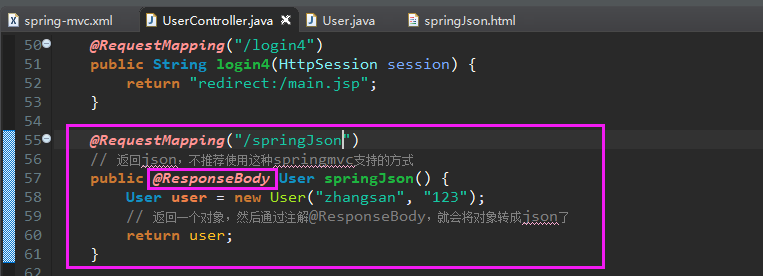 spring-mvc.xml UserController.java User.java springJson.html
50 @RequestMapping("/login4")
51 public String login4(HttpSession session) {
52 return "redirect:/main.jsp";
53 }
54
55 @RequestMapping("/springJson")
56 // 返回json，不推荐使用这种springmvc支持的方式
57 public @ResponseBody User springJson() {
58 User user = new User("zhangsan", "123");
59 // 返回一个对象，然后通过注解@ResponseBody，就会将对象转成json了
60 return user;
61 }